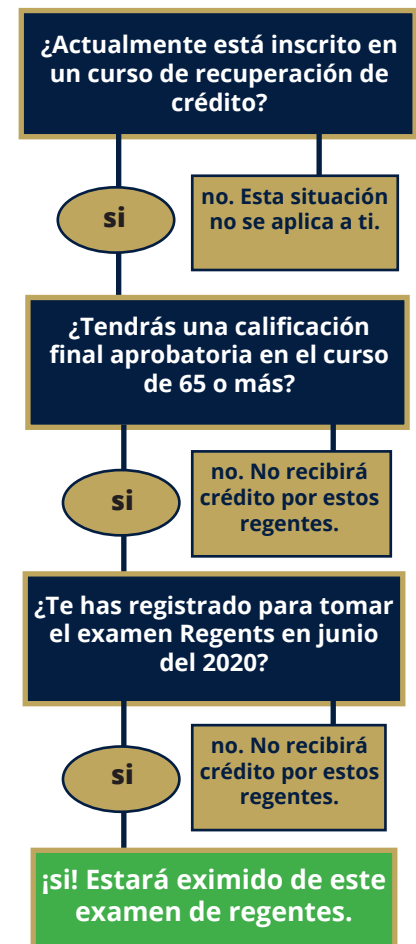 ¿Actualmente está inscrito en
un curso de recuperación de
crédito?
si
no. Esta situación
no se aplica a ti.
¿Tendrás una calificación
final aprobatoria en el curso
de 65 o más?
si
no. No recibirá
crédito por estos
regentes.
¿Te has registrado para tomar
el examen Regents en junio
del 2020?
si
no. No recibirá
crédito por estos
regentes.
¡si! Estará eximido de este
examen de regentes.